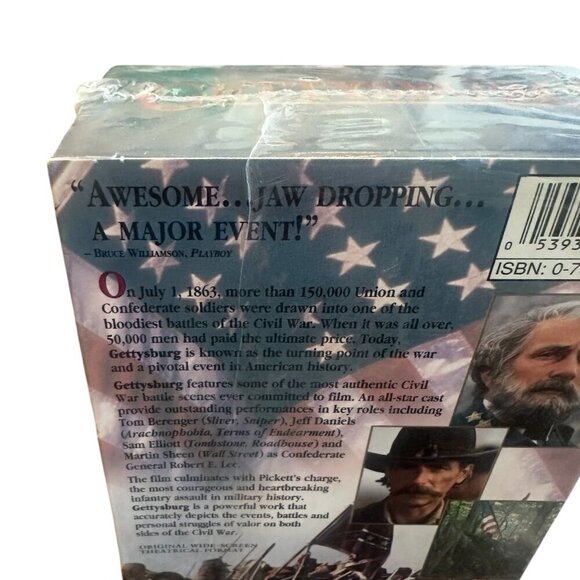 “AWESOME...JAW DROPPING...
A MAJOR EVENT!”
– BRUCE WILLIAMSON, PLAYBOY
On July 1, 1863, more than 150,000 Union and
Confederate soldiers were drawn into one of the
bloodiest battles of the Civil War. When it was all over,
50,000 men had paid the ultimate price. Today,
Gettysburg is known as the turning point of the war
and a pivotal event in American history.
Gettysburg features some of the most authentic Civil
War battle scenes ever committed to film. An all-star cast
provide outstanding performances in key roles including
Tom Berenger (Sliver, Sniper), Jeff Daniels
(Arachnophobia, Terms of Endearment),
Sam Elliott (Tombstone, Roadhouse) and
Martin Sheen (Wall Street) as Confederate
General Robert E. Lee.
The film culminates with Pickett's charge,
the most courageous and heartbreaking
infantry assault in military history.
Gettysburg is a powerful work that
accurately depicts the events, battles and
personal struggles of valor on both
sides of the Civil War.
ORIGINAL WIDE-SCREEN
THEATRICAL FORMAT
0 5393
ISBN: 0-7